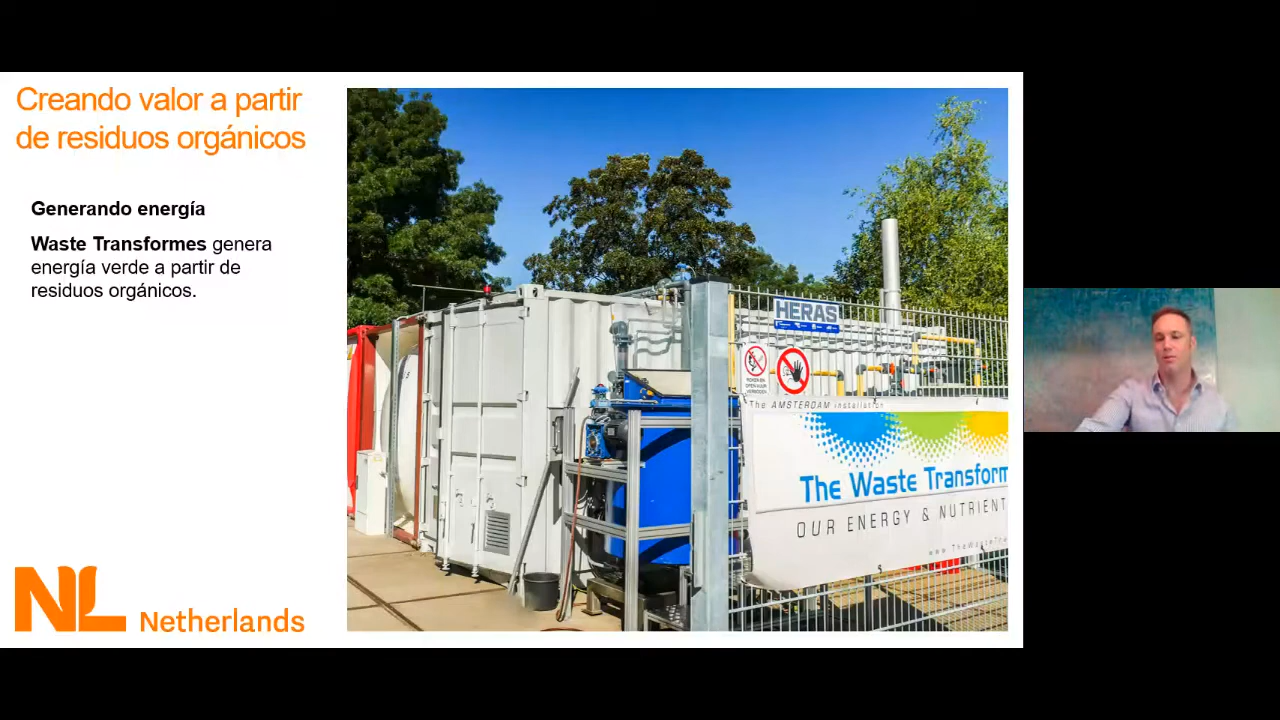 Creando valor a partir
de residuos orgánicos
Generando energía
Waste Transformes genera
energía verde a partir de
residuos orgánicos.
NL Netherlands
HERAS
The AMSTERDAM installation
The Waste Transform
OUR ENERGY & NUTRIENT